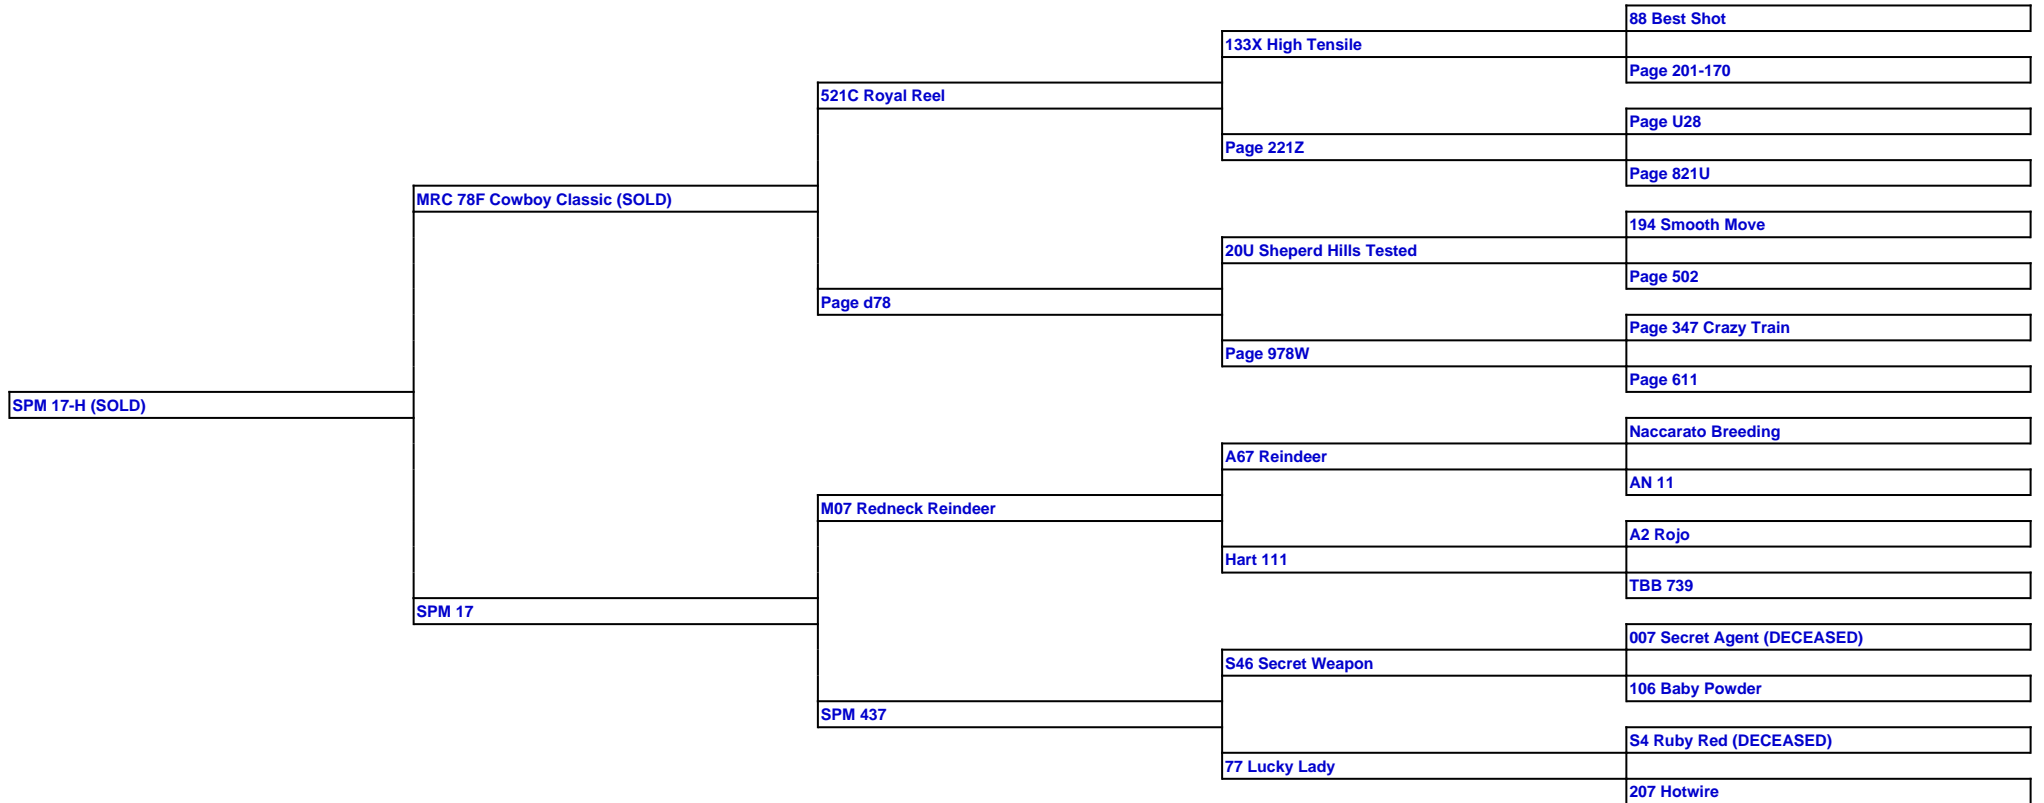 88 Best Shot
133X High Tensile
Page 201-170
521C Royal Reel
Page U28
Page 221Z
Page 821U
MRC 78F Cowboy Classic (SOLD)
194 Smooth Move
20U Sheperd Hills Tested
Page 502
Page d78
Page 347 Crazy Train
Page 978W
Page 611
SPM 17-H (SOLD)
Naccarato Breeding
A67 Reindeer
AN 11
M07 Redneck Reindeer
A2 Rojo
Hart 111
TBB 739
SPM 17
007 Secret Agent (DECEASED)
S46 Secret Weapon
106 Baby Powder
SPM 437
S4 Ruby Red (DECEASED)
77 Lucky Lady
207 Hotwire